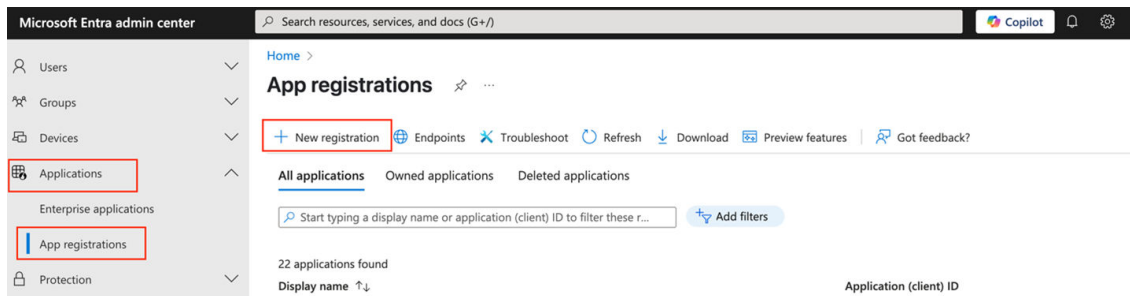 Microsoft Entra admin center
Search resources, services, and docs (G+/)
Copilot
Users
Groups
Devices
Applications
Enterprise applications
App registrations
Protection
Home >
App registrations ...
+ New registration Endpoints Troubleshoot Refresh Download Preview features Got feedback?
All applications Owned applications Deleted applications
Start typing a display name or application (client) ID to filter these r...
Add filters
22 applications found
Display name ↑↓ Application (client) ID